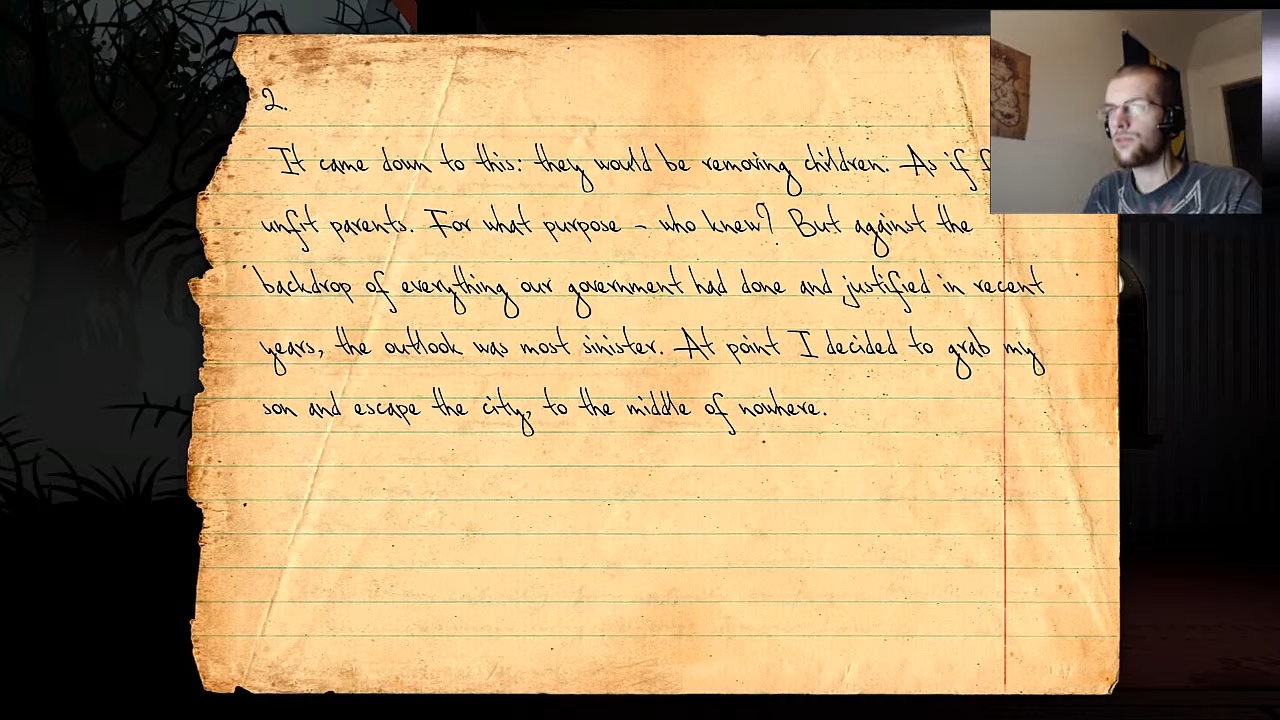 2.
It came down to this: they would be removing children. As if
unfit parents. For what purpose - who knew? But against the
backdrop of everything our government had done and justified in recent
years, the outlook was most sinister. At point I decided to grab my
son and escape the city, to the middle of nowhere.